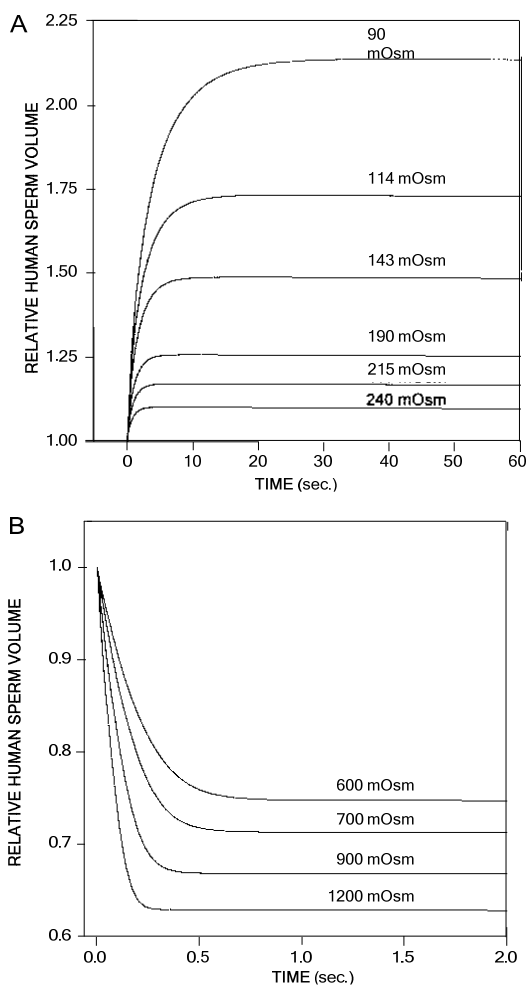 A
RELATIVE HUMAN SPERM VOLUME
2.25
2.00
1.75
1.50
1.25
1.00
90
mOsm
114 mOsm
143 mOsm
190 mOsm
215 mOsm
240 mOsm
0
10
20
30
40
50
60
TIME (sec.)
B
RELATIVE HUMAN SPERM VOLUME
1.0
0.9
0.8
0.7
0.6
600 mOsm
700 mOsm
900 mOsm
1200 mOsm
0.0
0.5
1.0
1.5
2.0
TIME (sec.)